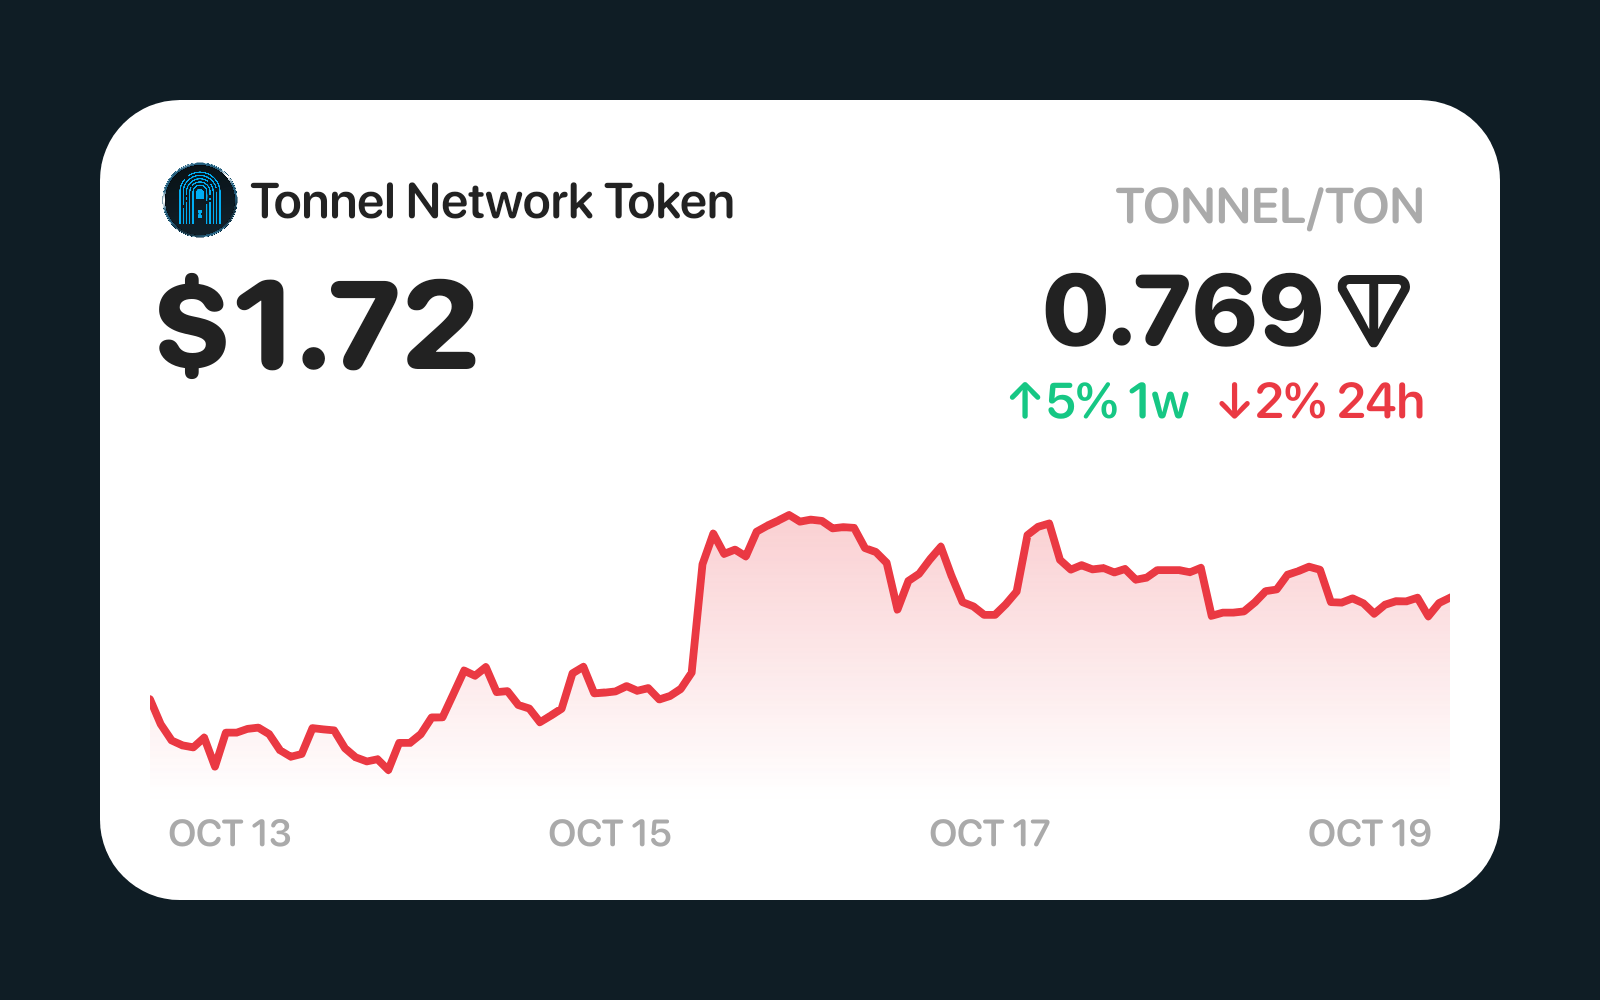 Tonnel Network Token
TONNEL/TON
$1.72
0.769
↑5% 1w ↓2% 24h
OCT 13 OCT 15 OCT 17 OCT 19